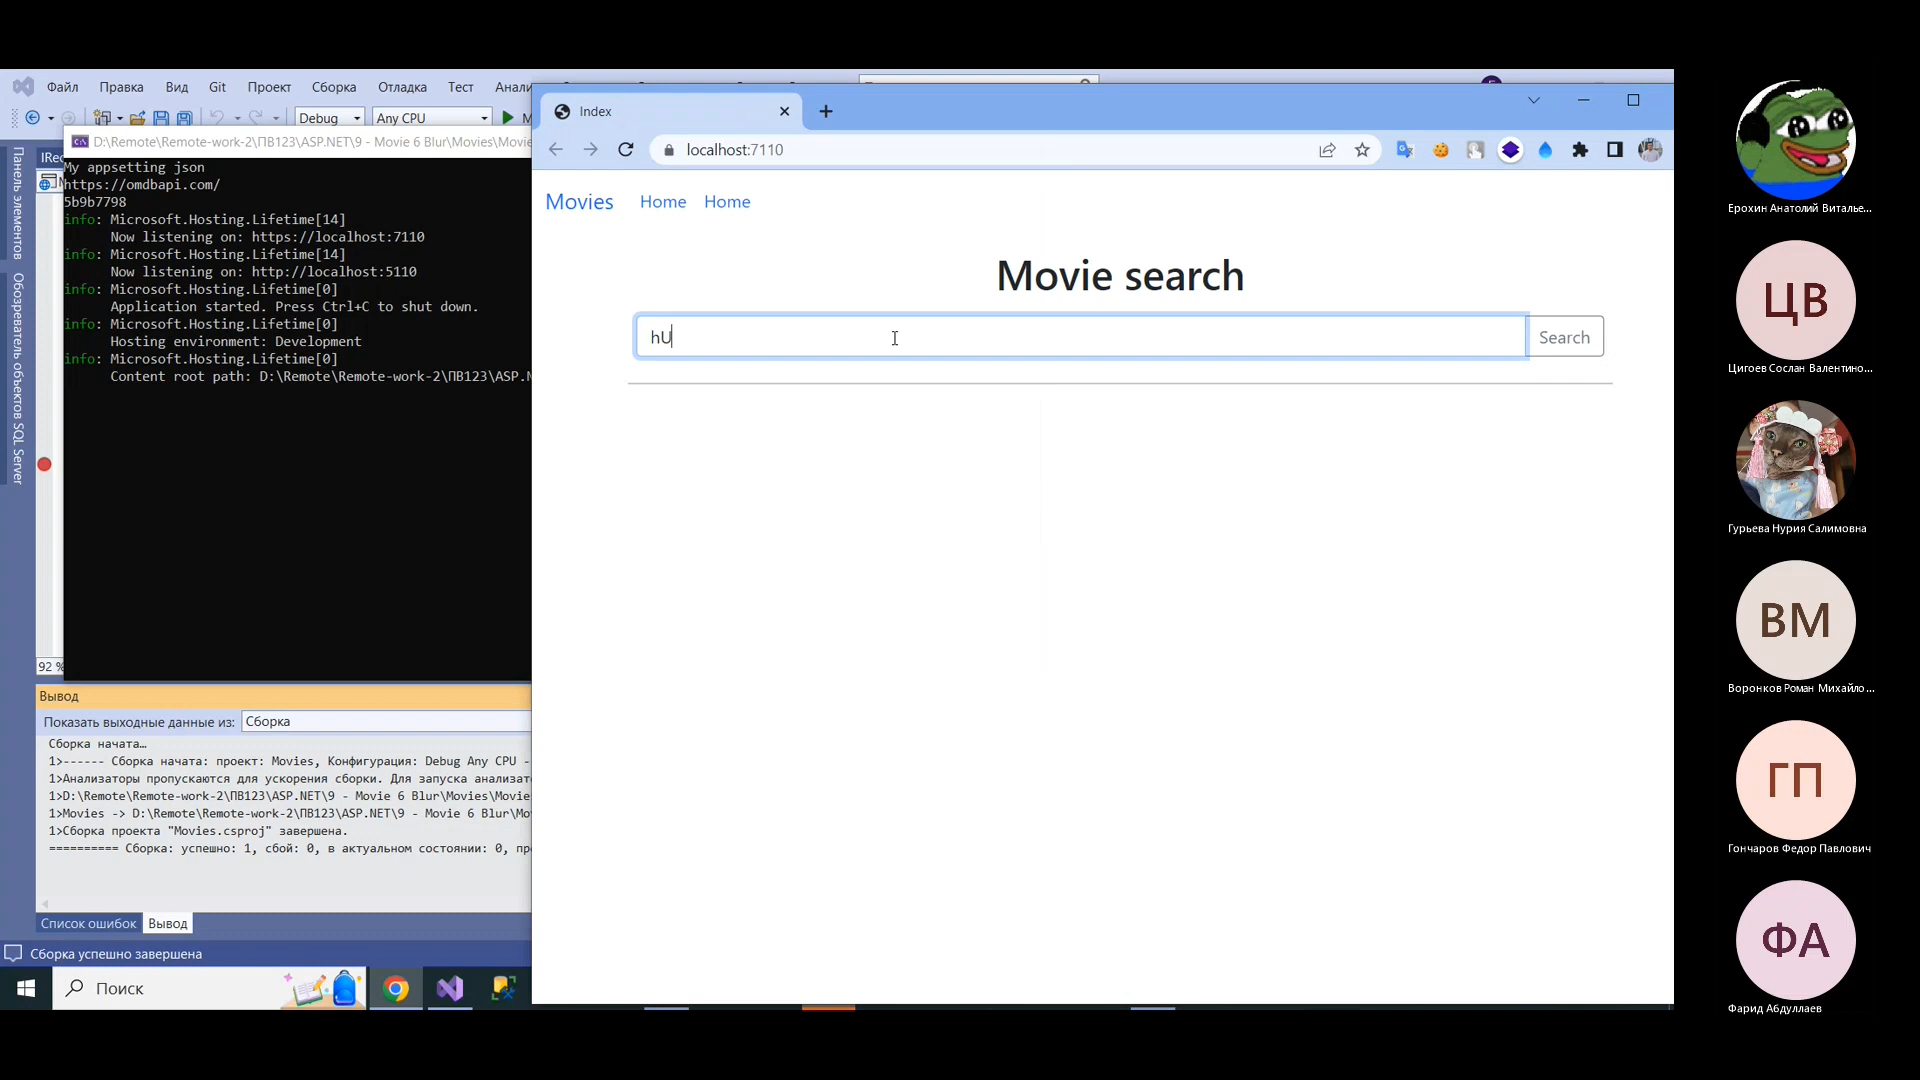 Файл Правка Вид Git Проект Сборка Отладка Тест
Debug Any CPU
D:\Remote\Remote-work-2\ПВ123\ASP.NET\9 - Movie 6 Blur\Movies\Movie
My appsetting json
https://omdbapi.com/
5b9b7798
info: Microsoft.Hosting.Lifetime[14]
Now listening on: https://localhost:7110
info: Microsoft.Hosting.Lifetime[14]
Now listening on: http://localhost:5110
info: Microsoft.Hosting.Lifetime[0]
Application started. Press Ctrl+C to shut down.
info: Microsoft.Hosting.Lifetime[0]
Hosting environment: Development
info: Microsoft.Hosting.Lifetime[0]
Content root path: D:\Remote\Remote-work-2\ПВ123\ASP.N
Панель элементов
Обозреватель объектов SQL Server
92 %
Вывод
Показать выходные данные из: Сборка
Сборка начата…
1>------ Сборка начата: проект: Movies, Конфигурация: Debug Any CPU -
1>Анализаторы пропускаются для ускорения сборки. Для запуска анализат
1>D:\Remote\Remote-work-2\ПВ123\ASP.NET\9 - Movie 6 Blur\Movies\Movie
1>Movies -> D:\Remote\Remote-work-2\ПВ123\ASP.NET\9 - Movie 6 Blur\Mo
1>Сборка проекта "Movies.csproj" завершена.
========== Сборка: успешно: 1, сбой: 0, в актуальном состоянии: 0, пр
Список ошибок Вывод
Сборка успешно завершена
Поиск
Index
localhost:7110
Movies Home Home
Movie search
hU
Search
Ерохин Анатолий Виталье...
ЦВ
Цигоев Сослан Валентино...
Гурьева Нурия Салимовна
ВМ
Воронков Роман Михайло...
ГП
Гончаров Федор Павлович
ФА
Фарид Абдуллаев